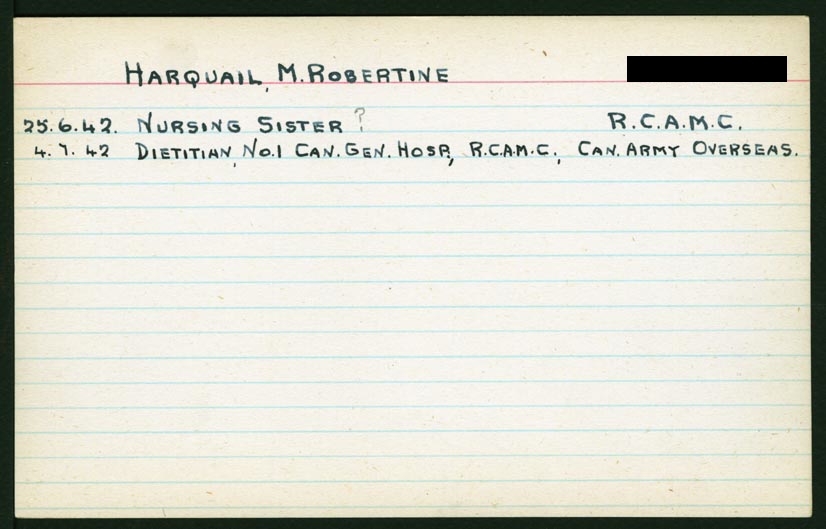 HARQUAIL, M. ROBERTINE
25.6.42. NURSING SISTER ? R.C.A.M.C.
4.7.42 DIETITIAN, No.1 CAN. GEN. HOSP., R.C.A.M.C., CAN. ARMY OVERSEAS.